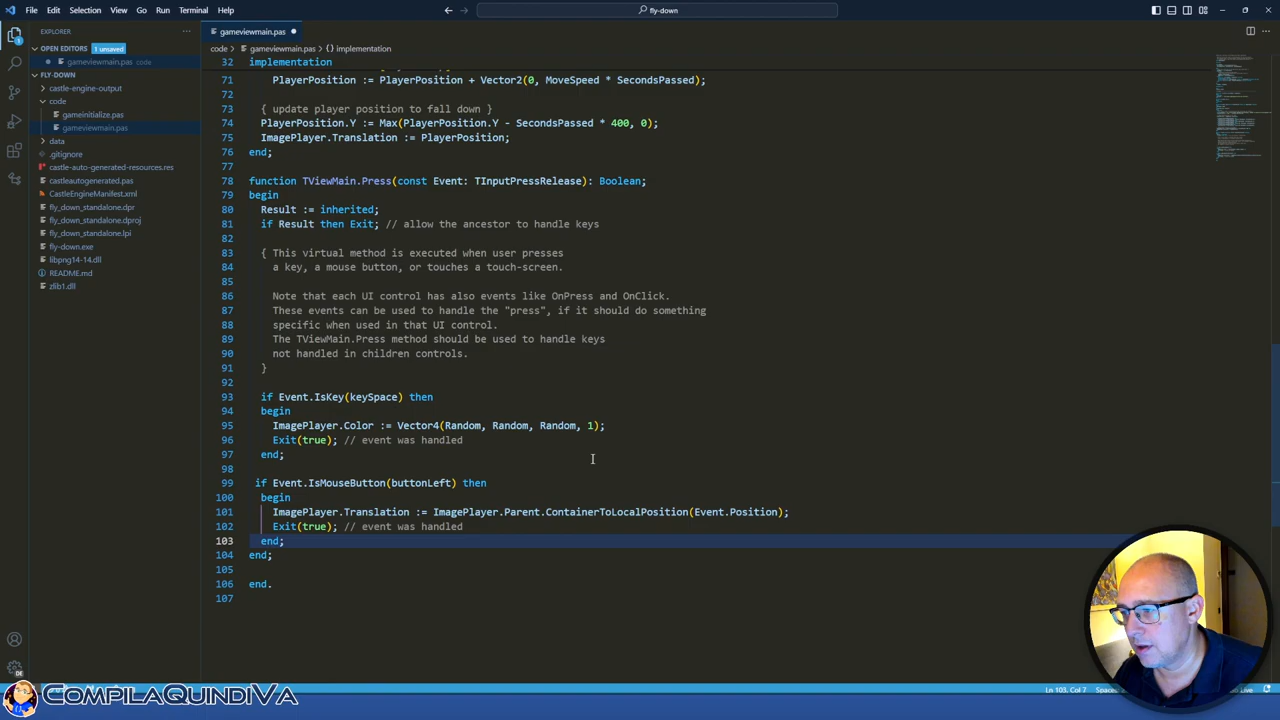 File Edit Selection View Go Run Terminal Help
fly-down
EXPLORER
OPEN EDITORS 1 unsaved
gameviewmain.pas code
FLY-DOWN
castle-engine-output
code
gameinitialize.pas
gameviewmain.pas
data
.gitignore
castle-auto-generated-resources.res
castleautogenerated.pas
CastleEngineManifest.xml
fly_down_standalone.dpr
fly_down_standalone.dproj
fly_down_standalone.lpi
fly-down.exe
libpng14-14.dll
README.md
zlib1.dll
gameviewmain.pas
code > gameviewmain.pas > {} implementation
32 implementation
71 PlayerPosition := PlayerPosition + Vector2(0, MoveSpeed * SecondsPassed);
72
73 { update player position to fall down }
74 PlayerPosition.Y := Max(PlayerPosition.Y - SecondsPassed * 400, 0);
75 ImagePlayer.Translation := PlayerPosition;
76 end;
77
78 function TViewMain.Press(const Event: TInputPressRelease): Boolean;
79 begin
80 Result := inherited;
81 if Result then Exit; // allow the ancestor to handle keys
82
83 { This virtual method is executed when user presses
84 a key, a mouse button, or touches a touch-screen.
85
86 Note that each UI control has also events like OnPress and OnClick.
87 These events can be used to handle the "press", if it should do something
88 specific when used in that UI control.
89 The TViewMain.Press method should be used to handle keys
90 not handled in children controls.
91 }
92
93 if Event.IsKey(keySpace) then
94 begin
95 ImagePlayer.Color := Vector4(Random, Random, Random, 1);
96 Exit(true); // event was handled
97 end;
98
99 if Event.IsMouseButton(buttonLeft) then
100 begin
101 ImagePlayer.Translation := ImagePlayer.Parent.ContainerToLocalPosition(Event.Position);
102 Exit(true); // event was handled
103 end;
104 end;
105
106 end.
107
DE
COMPILAQUINDIVA
Ln 103, Col 7
Live